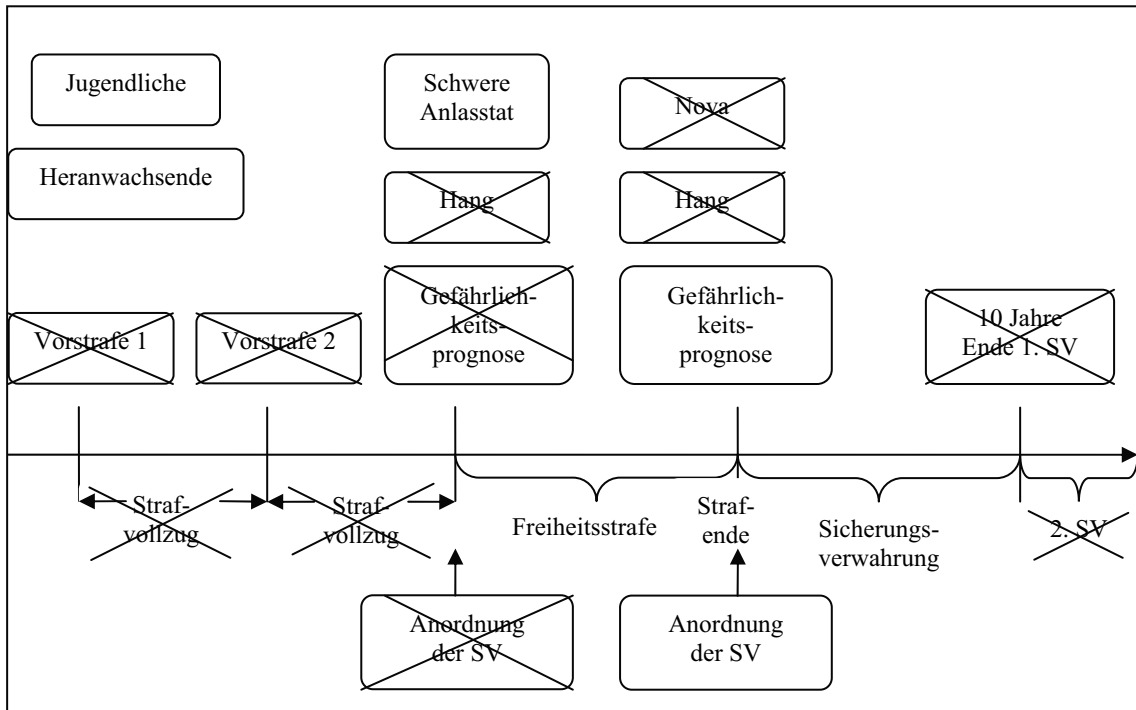 Jugendliche
Heranwachsende
Schwere
Anlasstat
Nova
Hang
Hang
Vorstrafe 1
Vorstrafe 2
Gefährlich-
keits-
prognose
Gefährlich-
keits-
prognose
10 Jahre
Ende 1. SV
Straf-
vollzug
Straf-
vollzug
Freiheitsstrafe
Straf-
ende
Sicherungs-
verwahrung
2. SV
Anordnung
der SV
Anordnung
der SV